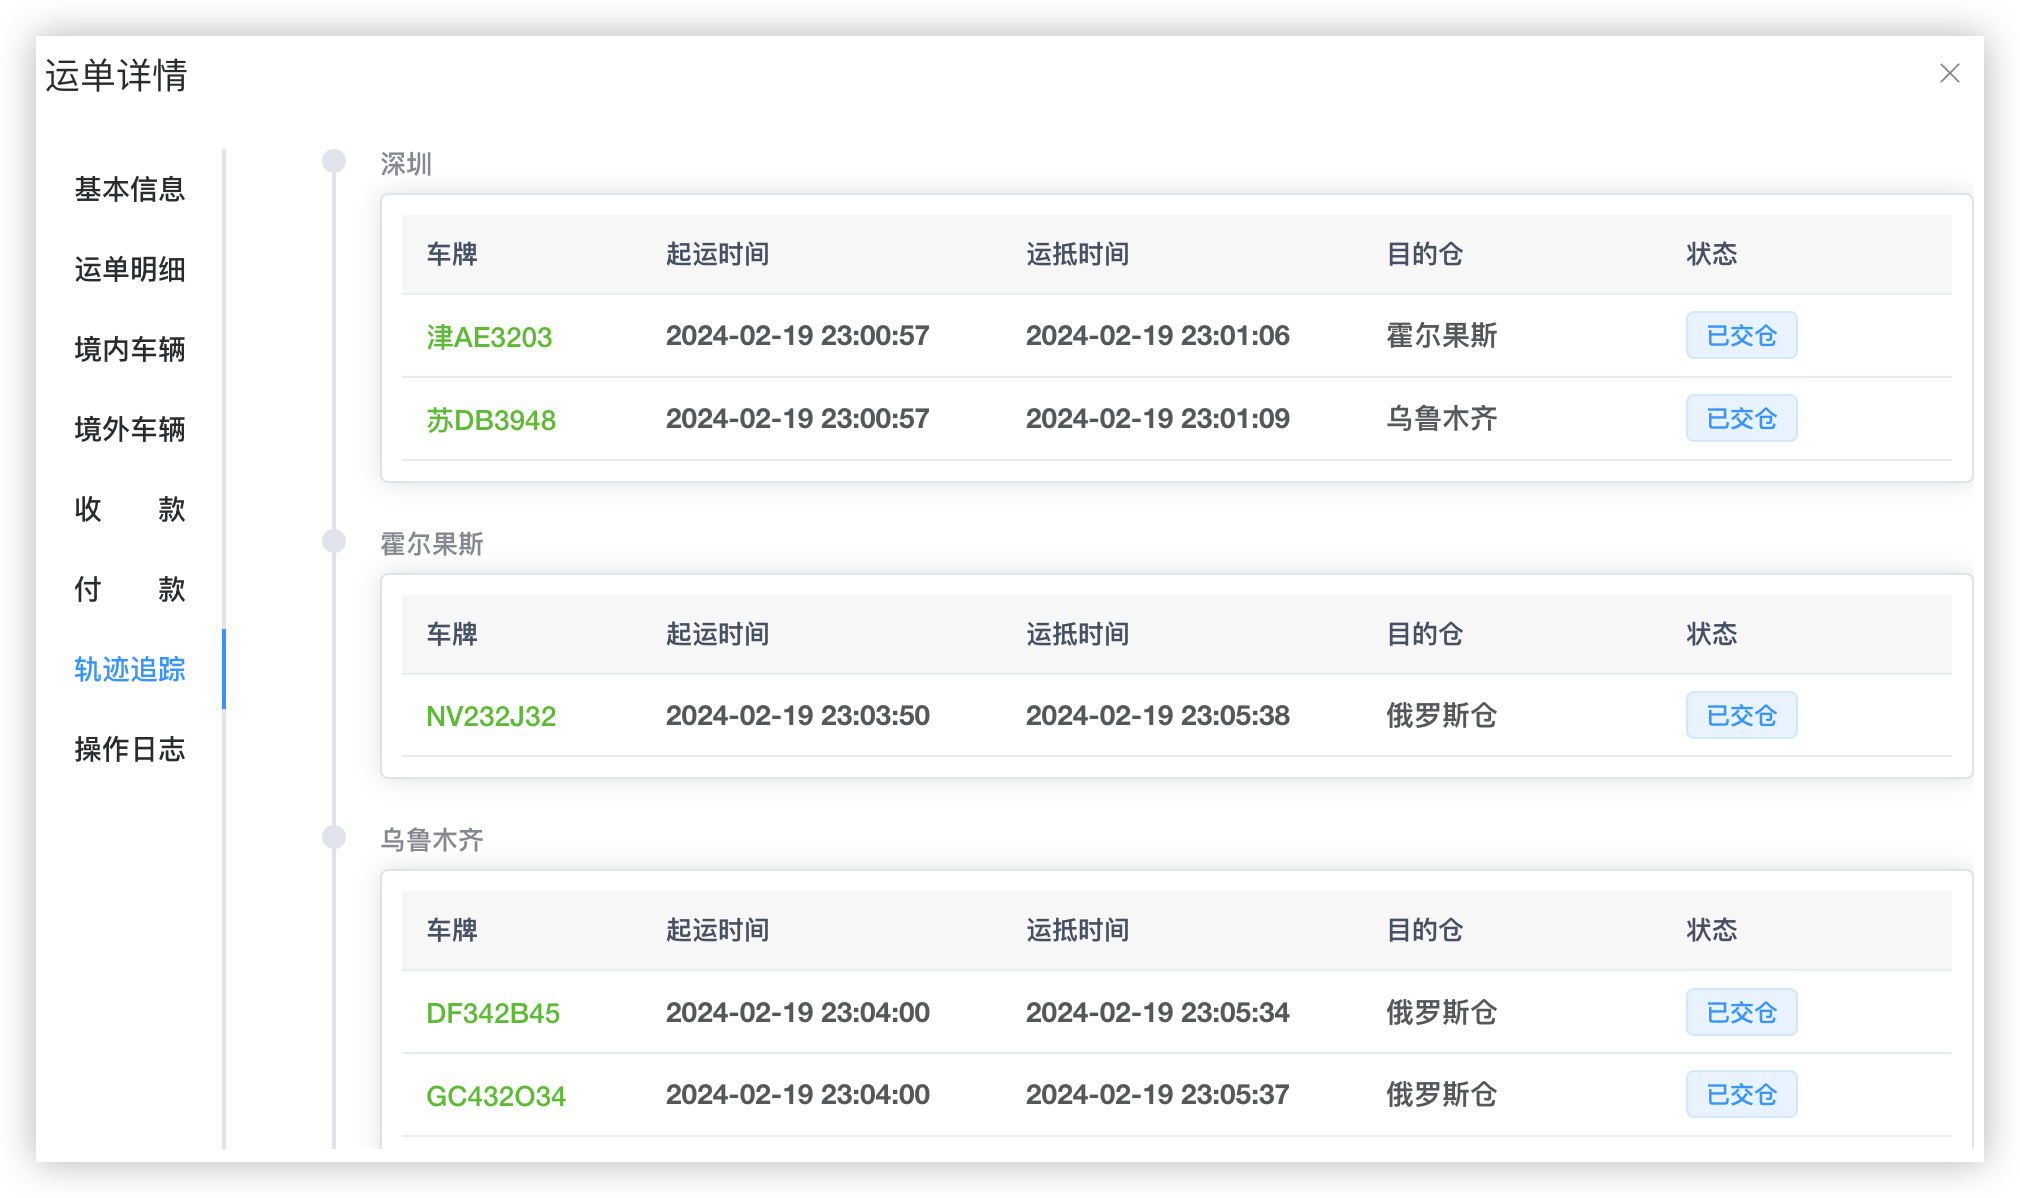 运单详情
基本信息
运单明细
境内车辆
境外车辆
收 款
付 款
轨迹追踪
操作日志
深圳
车牌 起运时间 运抵时间 目的仓 状态
津AE3203 2024-02-19 23:00:57 2024-02-19 23:01:06 霍尔果斯 已交仓
苏DB3948 2024-02-19 23:00:57 2024-02-19 23:01:09 乌鲁木齐 已交仓
霍尔果斯
车牌 起运时间 运抵时间 目的仓 状态
NV232J32 2024-02-19 23:03:50 2024-02-19 23:05:38 俄罗斯仓 已交仓
乌鲁木齐
车牌 起运时间 运抵时间 目的仓 状态
DF342B45 2024-02-19 23:04:00 2024-02-19 23:05:34 俄罗斯仓 已交仓
GC432O34 2024-02-19 23:04:00 2024-02-19 23:05:37 俄罗斯仓 已交仓